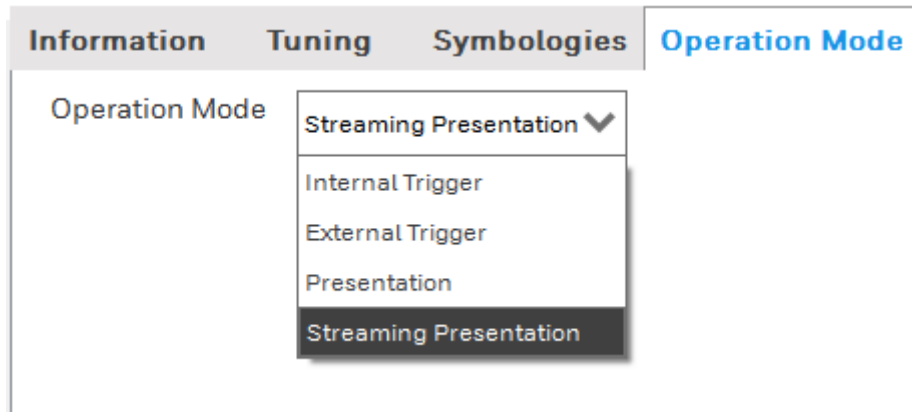 Information Tuning Symbologies Operation Mode
Operation Mode Streaming Presentation
Internal Trigger
External Trigger
Presentation
Streaming Presentation